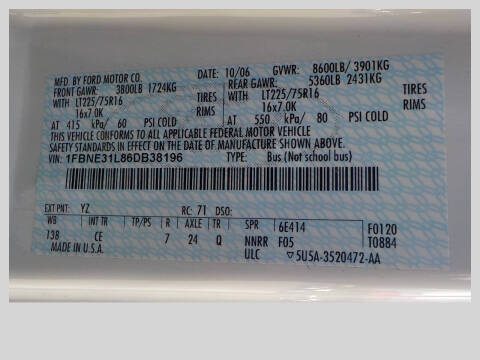 MFD. BY FORD MOTOR CO. DATE: 10/06 GVWR: 8600LB/ 3901KG
FRONT GAWR: 3800LB 1724KG REAR GAWR: 5360LB 2431KG
WITH LT225/75R16 TIRES WITH LT225/75R16 TIRES
16x7.0K RIMS 16x7.0K RIMS
AT 415 kPa/ 60 PSI COLD AT 550 kPa/ 80 PSI COLD
THIS VEHICLE CONFORMS TO ALL APPLICABLE FEDERAL MOTOR VEHICLE
SAFETY STANDARDS IN EFFECT ON THE DATE OF MANUFACTURE SHOWN ABOVE.
VIN: 1FBNE31L86DB38196 TYPE: Bus (Not school bus)
EXT PNT: YZ RC: 71 DSO:
WB INT TR TP/PS R AXLE TR SPR 6E414 F0120
138 CE 7 24 Q NNRR F05 T0884
MADE IN U.S.A. ULC ▽5U5A-3520472-AA